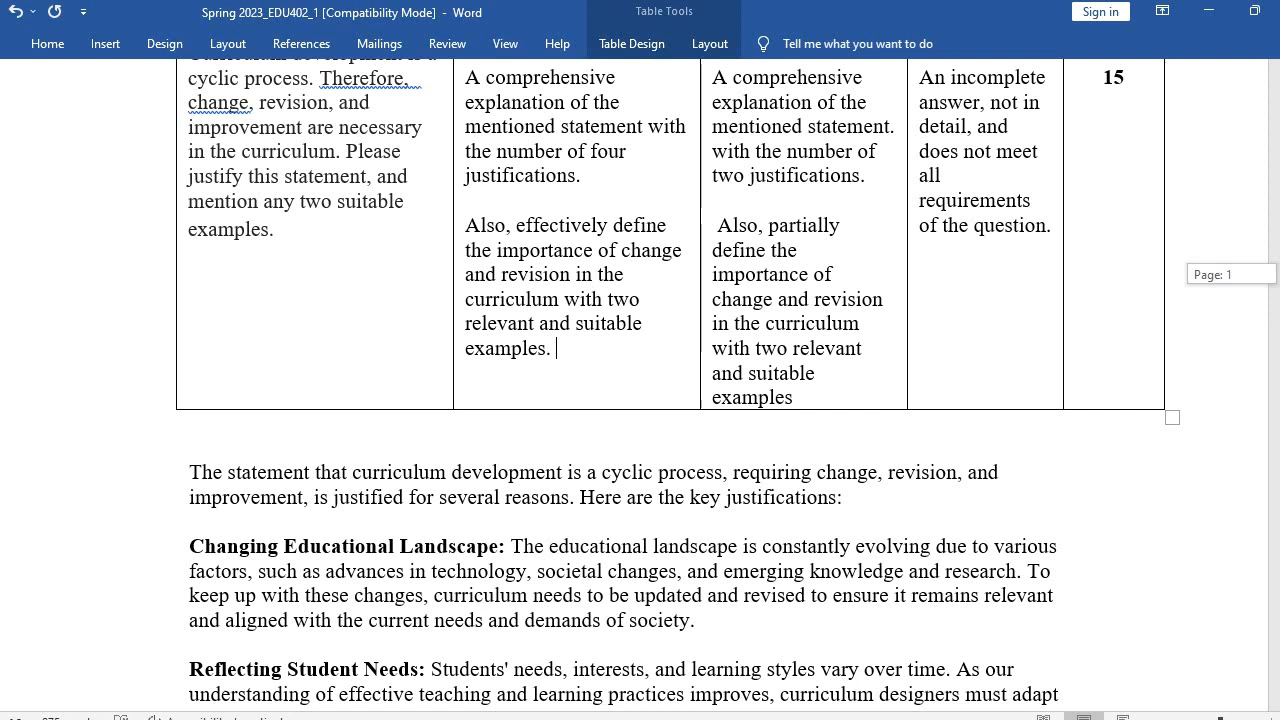 Spring 2023_EDU402_1 [Compatibility Mode] - Word
Table Tools
Sign in
Home Insert Design Layout References Mailings Review View Help Table Design Layout Tell me what you want to do
cyclic process. Therefore,
change, revision, and
improvement are necessary
in the curriculum. Please
justify this statement, and
mention any two suitable
examples.
A comprehensive
explanation of the
mentioned statement with
the number of four
justifications.
Also, effectively define
the importance of change
and revision in the
curriculum with two
relevant and suitable
examples.
A comprehensive
explanation of the
mentioned statement.
with the number of
two justifications.
Also, partially
define the
importance of
change and revision
in the curriculum
with two relevant
and suitable
examples
An incomplete
answer, not in
detail, and
does not meet
all
requirements
of the question.
15
Page: 1
The statement that curriculum development is a cyclic process, requiring change, revision, and
improvement, is justified for several reasons. Here are the key justifications:
Changing Educational Landscape: The educational landscape is constantly evolving due to various
factors, such as advances in technology, societal changes, and emerging knowledge and research. To
keep up with these changes, curriculum needs to be updated and revised to ensure it remains relevant
and aligned with the current needs and demands of society.
Reflecting Student Needs: Students' needs, interests, and learning styles vary over time. As our
understanding of effective teaching and learning practices improves, curriculum designers must adapt